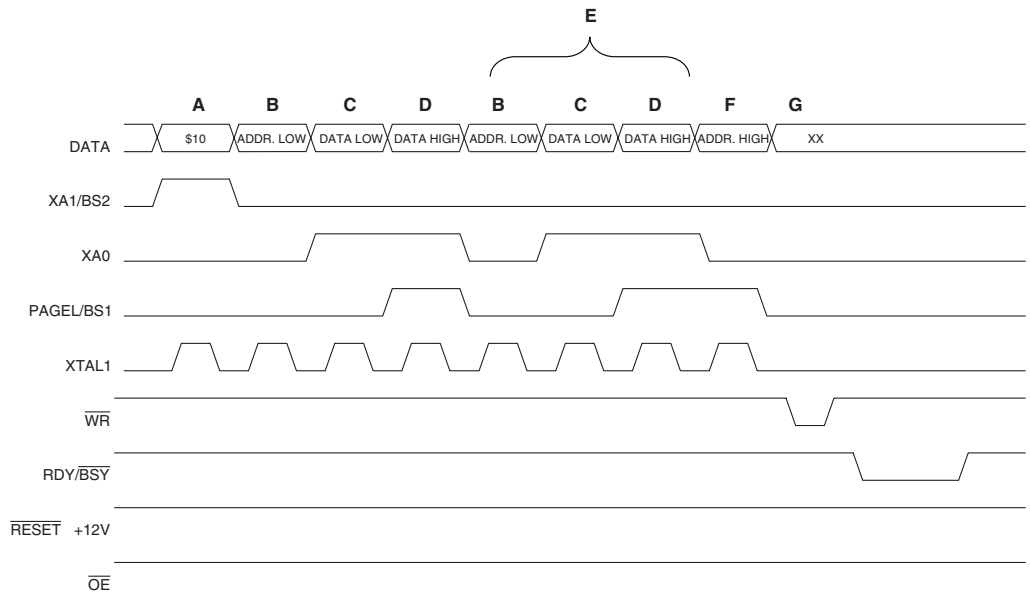 E
A B C D B C D F G
DATA $10 ADDR. LOW DATA LOW DATA HIGH ADDR. LOW DATA LOW DATA HIGH ADDR. HIGH XX
XA1/BS2
XA0
PAGEL/BS1
XTAL1
WR
RDY/BSY
RESET +12V
OE